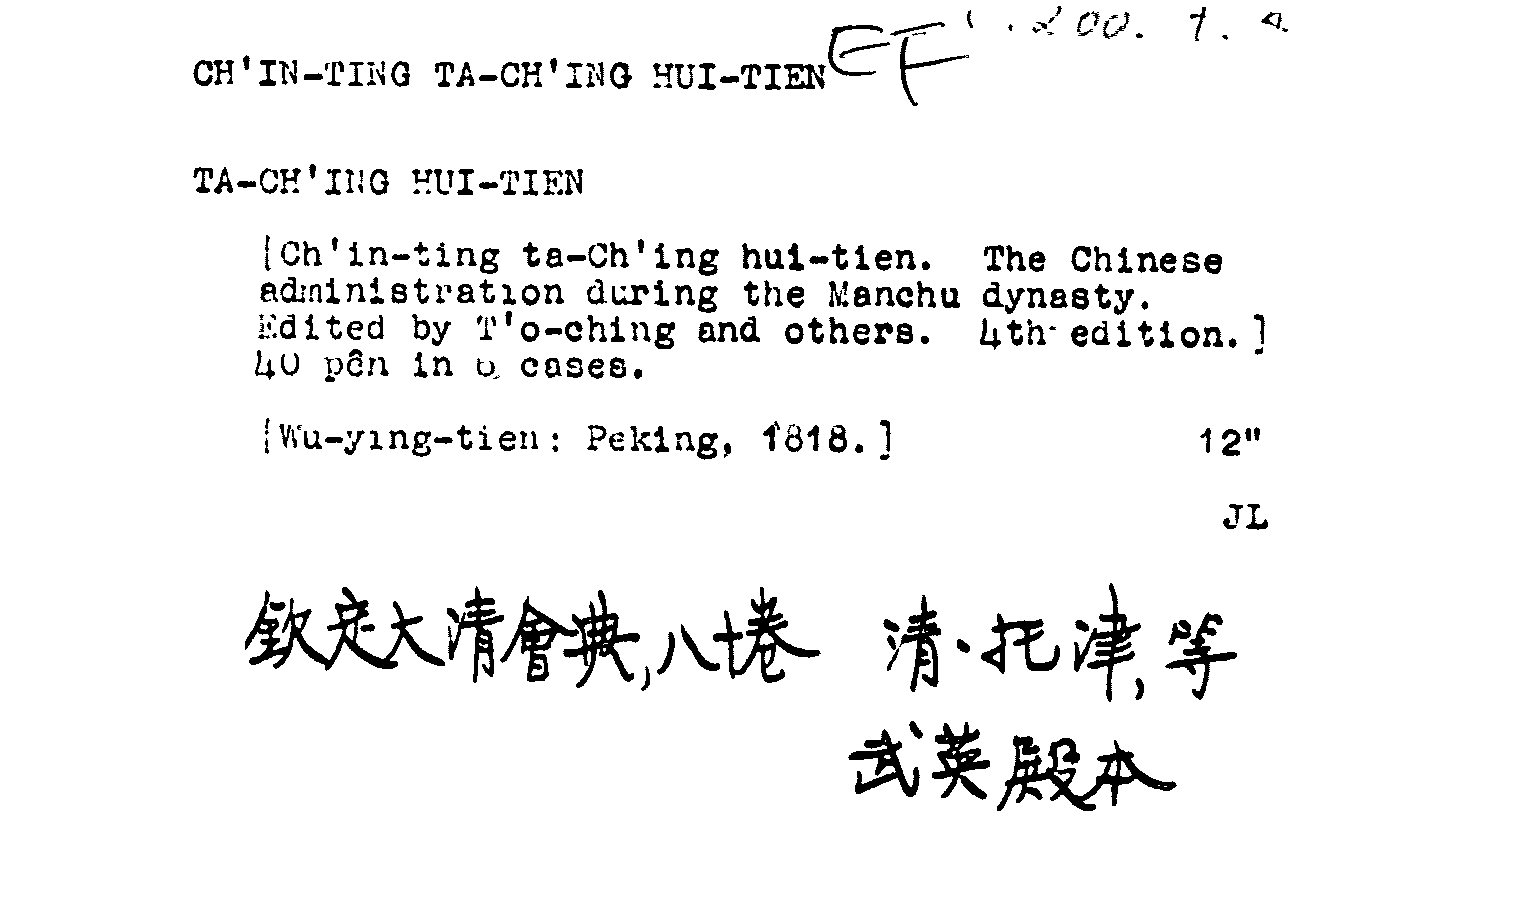 EF 1.200.1.4
CH'IN-TING TA-CH'ING HUI-TIEN
TA-CH'ING HUI-TIEN
[Ch'in-ting ta-Ch'ing hui-tien. The Chinese
administration during the Manchu dynasty.
Edited by T'o-ching and others. 4th edition.]
40 pên in 6 cases.
[Wu-ying-tien: Peking, 1818.] 12"
JL
欽定大清會典,八十卷 清·托津,等
武英殿本